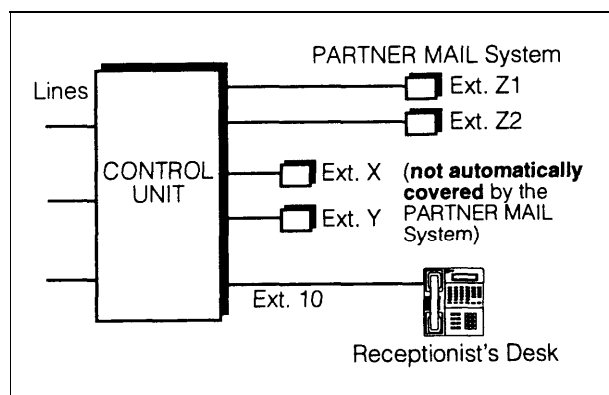 PARTNER MAIL System
Lines
Ext. Z1
Ext. Z2
CONTROL
UNIT
Ext. X
(not automatically
covered by the
PARTNER MAIL
System)
Ext. Y
Ext. 10
Receptionist's Desk